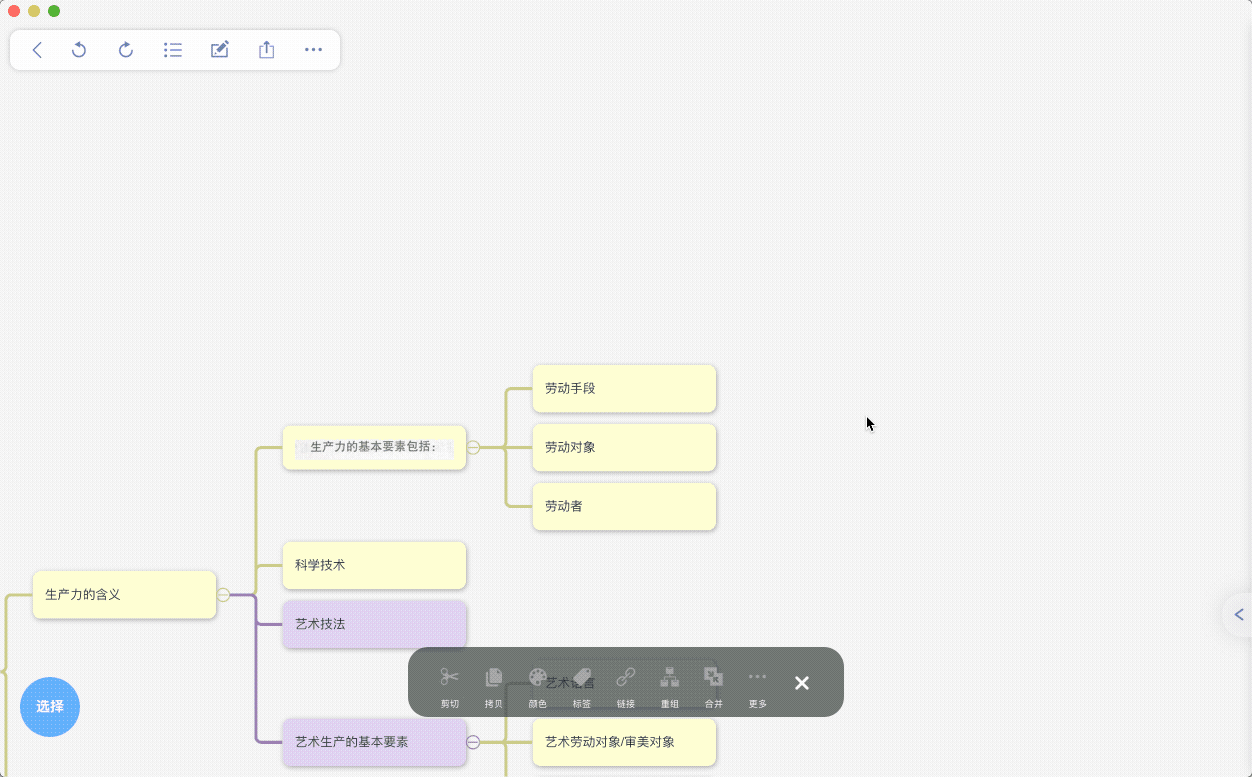 劳动手段
生产力的基本要素包括：
劳动对象
劳动者
科学技术
生产力的含义
艺术技法
艺术语言
剪切
拷贝
颜色
标签
链接
重组
合并
更多
选择
艺术生产的基本要素
艺术劳动对象/审美对象